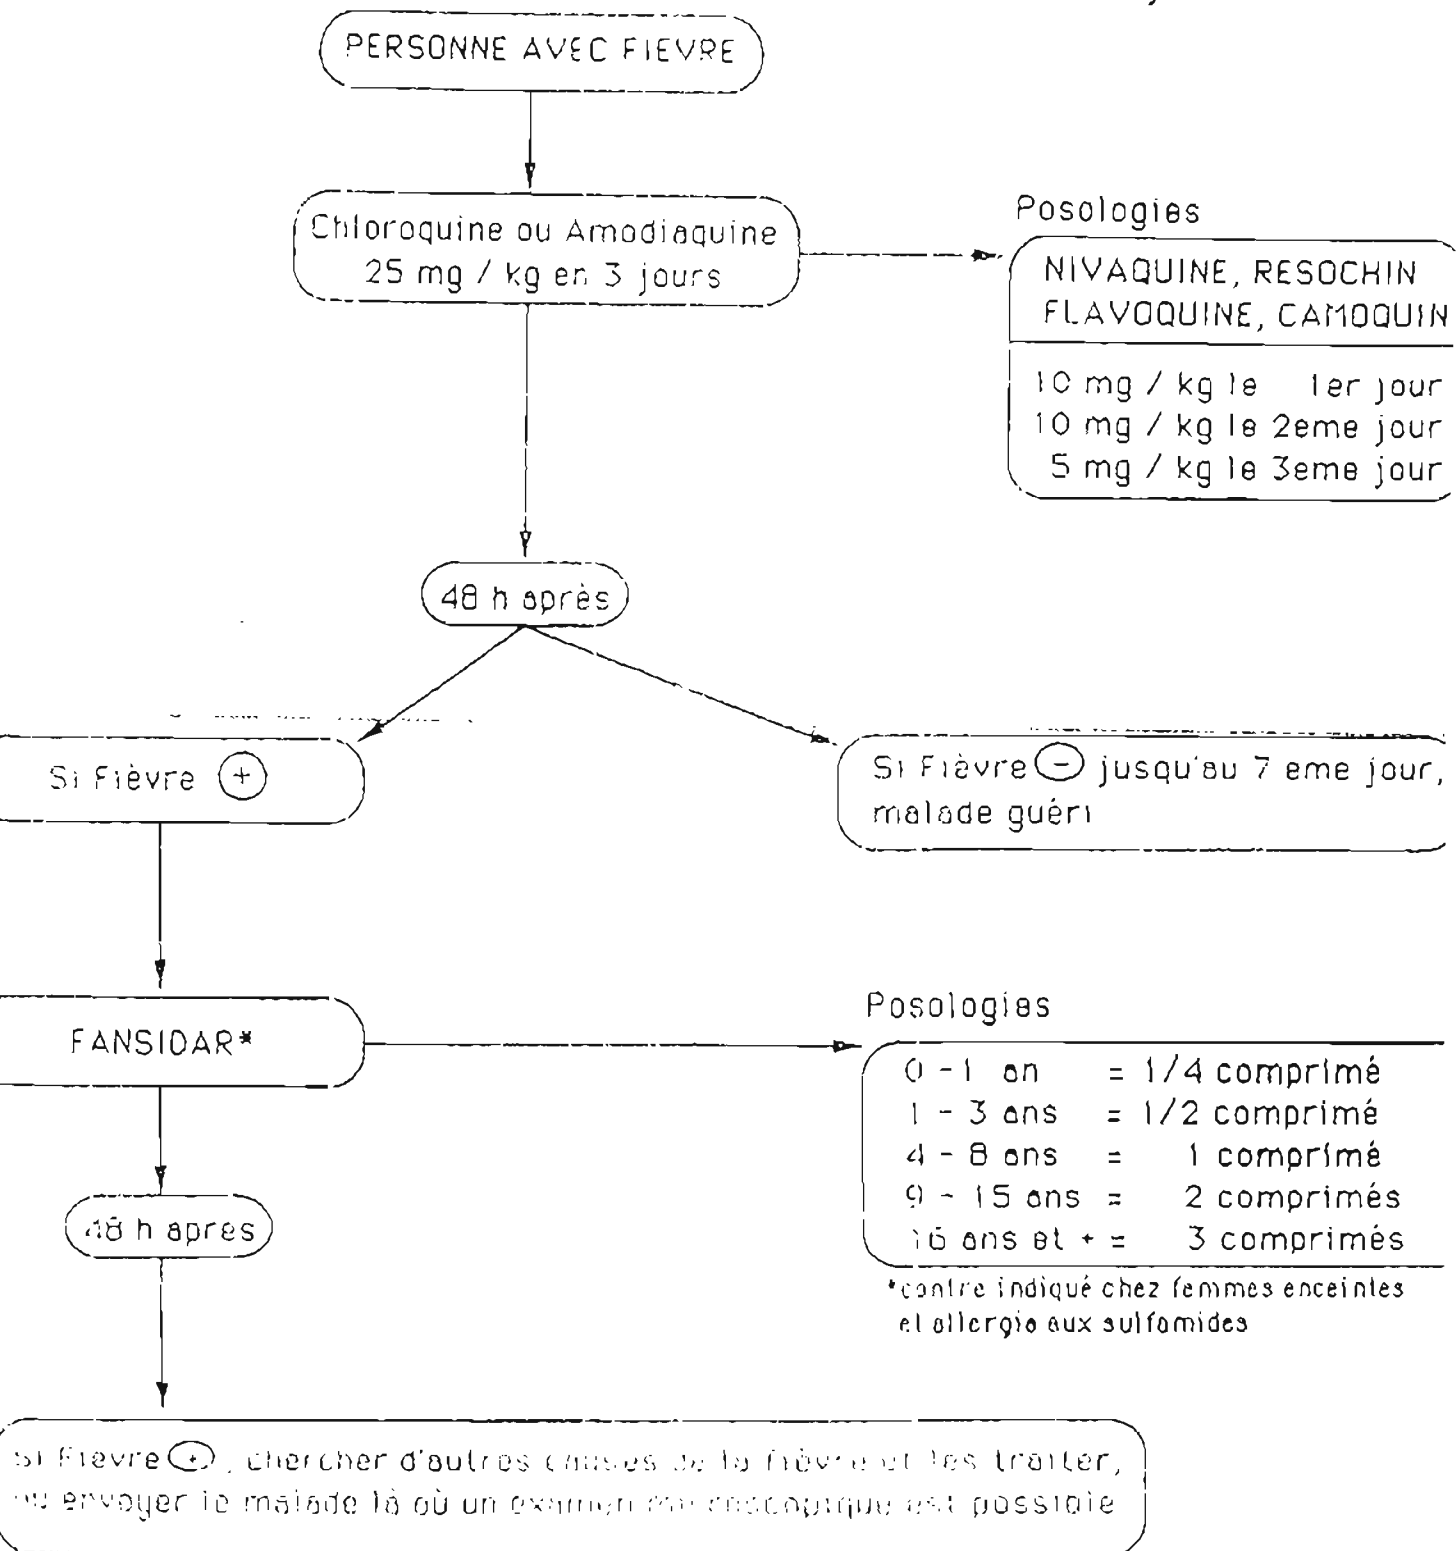 PERSONNE AVEC FIEVRE
Chloroquine ou Amodiaquine
25 mg / kg en 3 jours
Posologies
NIVAQUINE, RESOCHIN
FLAVOQUINE, CAMOQUIN
10 mg / kg le 1er jour
10 mg / kg le 2eme jour
5 mg / kg le 3eme jour
48 h après
Si Fièvre +
Si Fièvre - jusqu'au 7 eme jour,
malade guéri
FANSIDAR*
Posologies
0 - 1 an = 1/4 comprimé
1 - 3 ans = 1/2 comprimé
4 - 8 ans = 1 comprimé
9 - 15 ans = 2 comprimés
16 ans et + = 3 comprimés
*contre indiqué chez femmes enceintes
et allergie aux sulfamides
48 h apres
Si Fièvre +, chercher d'autres causes de la fièvre et les traiter,
ou envoyer le malade là où un examen microscopique est possible